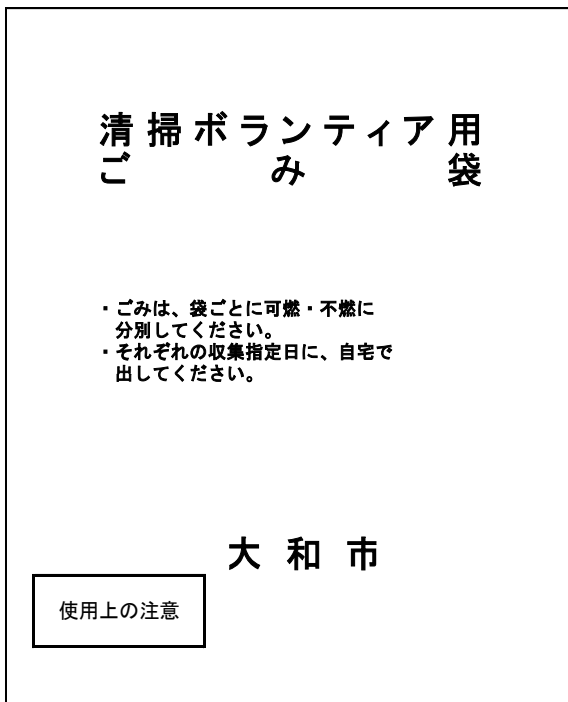 清掃ボランティア用
ごみ袋
・ごみは、袋ごとに可燃・不燃に
分別してください。
・それぞれの収集指定日に、自宅で
出してください。
大和市
使用上の注意